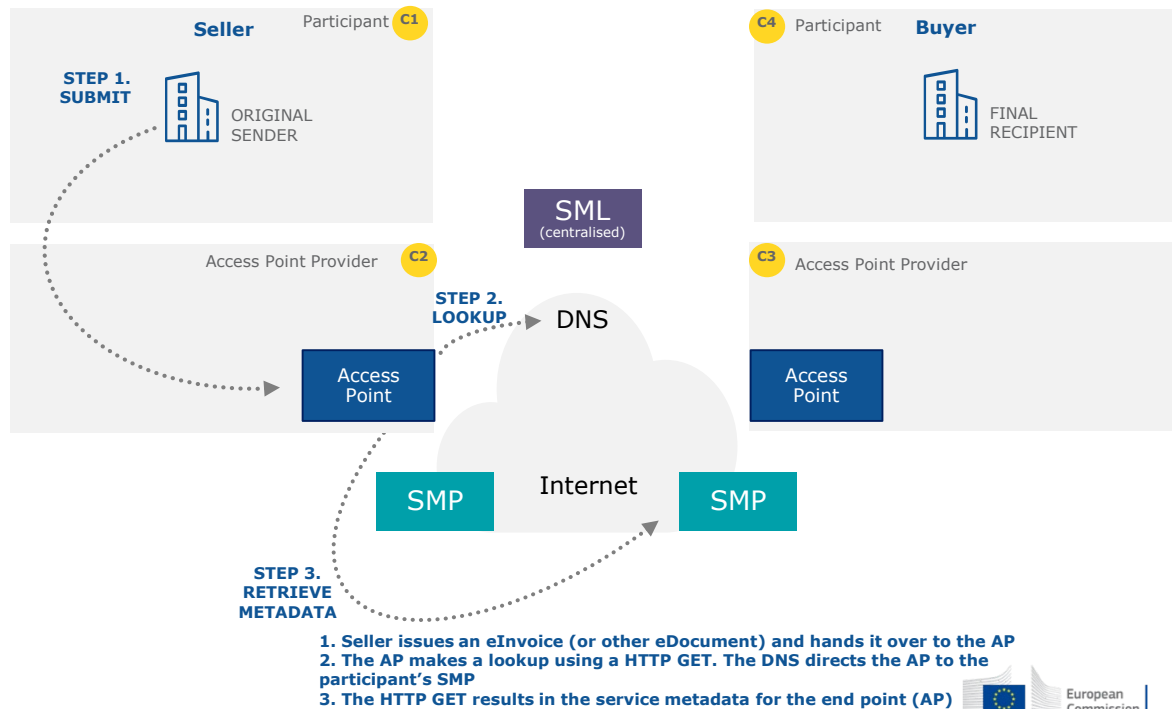 Seller
Participant C1
STEP 1.
SUBMIT
ORIGINAL
SENDER
C4 Participant
Buyer
FINAL
RECIPIENT
SML
(centralised)
Access Point Provider C2
C3 Access Point Provider
STEP 2.
LOOKUP
DNS
Access
Point
Access
Point
Internet
SMP
SMP
STEP 3.
RETRIEVE
METADATA
1. Seller issues an eInvoice (or other eDocument) and hands it over to the AP
2. The AP makes a lookup using a HTTP GET. The DNS directs the AP to the
participant's SMP
3. The HTTP GET results in the service metadata for the end point (AP)
European
Commission